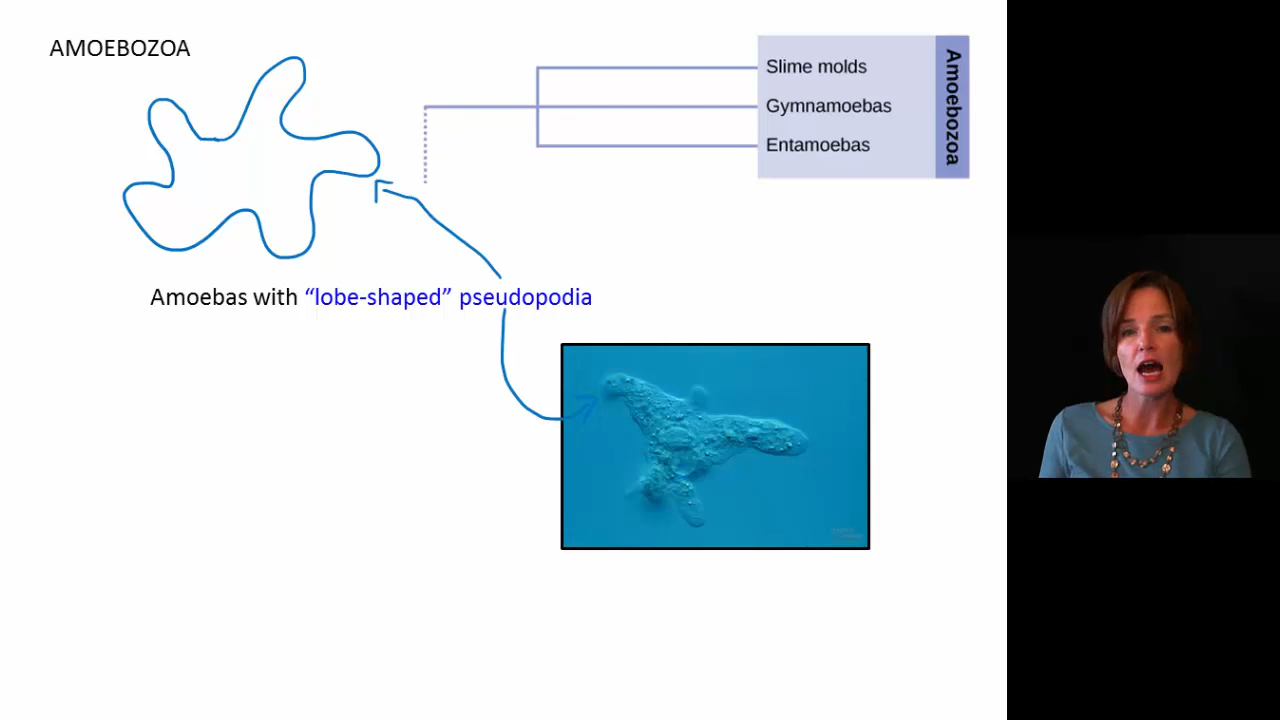 AMOEBOZOA
Slime molds
Gymnamoebas
Entamoebas
Amoebozoa
Amoebas with “lobe-shaped” pseudopodia